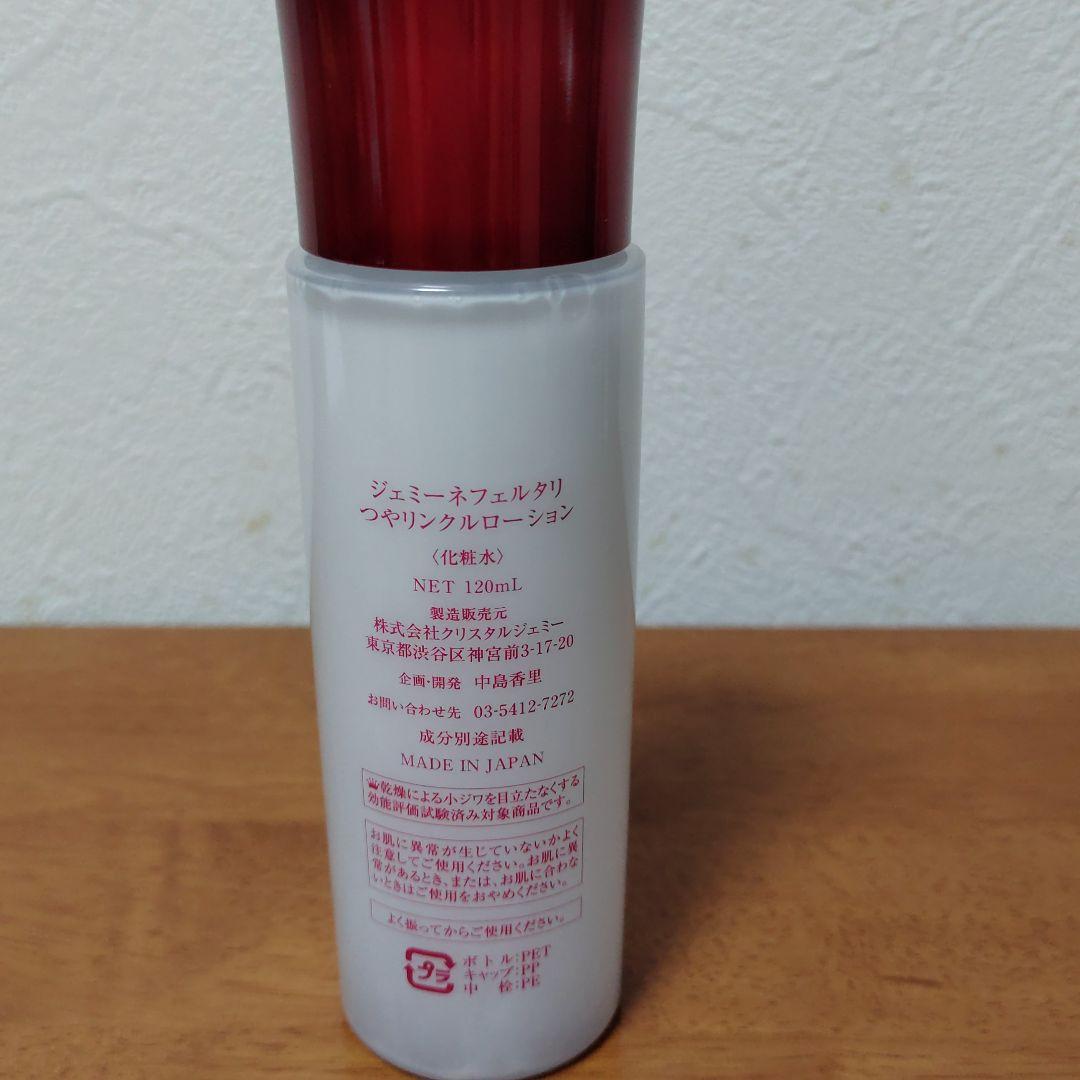 ジェミーネフェルタリ
つやリンクルローション
〈化粧水〉
NET 120mL
製造販売元
株式会社クリスタルジェミー
東京都渋谷区神宮前3-17-20
企画・開発 中島香里
お問い合わせ先 03-5412-7272
成分別途記載
MADE IN JAPAN
乾燥による小ジワを目立たなくする
効能評価試験済み対象商品です。
お肌に異常が生じていないかよく
注意してご使用ください。お肌に異
常があるとき、または、お肌に合わな
いときはご使用をおやめください。
よく振ってからご使用ください。
プラ
ボトル:PET
キャップ:PP
中 栓:PE